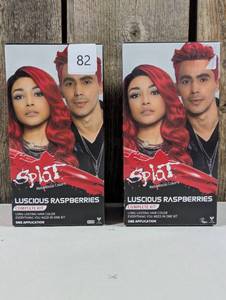 82
Splat
LUSCIOUS RASPBERRIES
COMPLETE KIT
LONG-LASTING HAIR COLOR
EVERYTHING YOU NEED IN ONE KIT
ONE APPLICATION
Splat
LUSCIOUS RASPBERRIES
COMPLETE KIT
LONG-LASTING HAIR COLOR
EVERYTHING YOU NEED IN ONE KIT
ONE APPLICATION